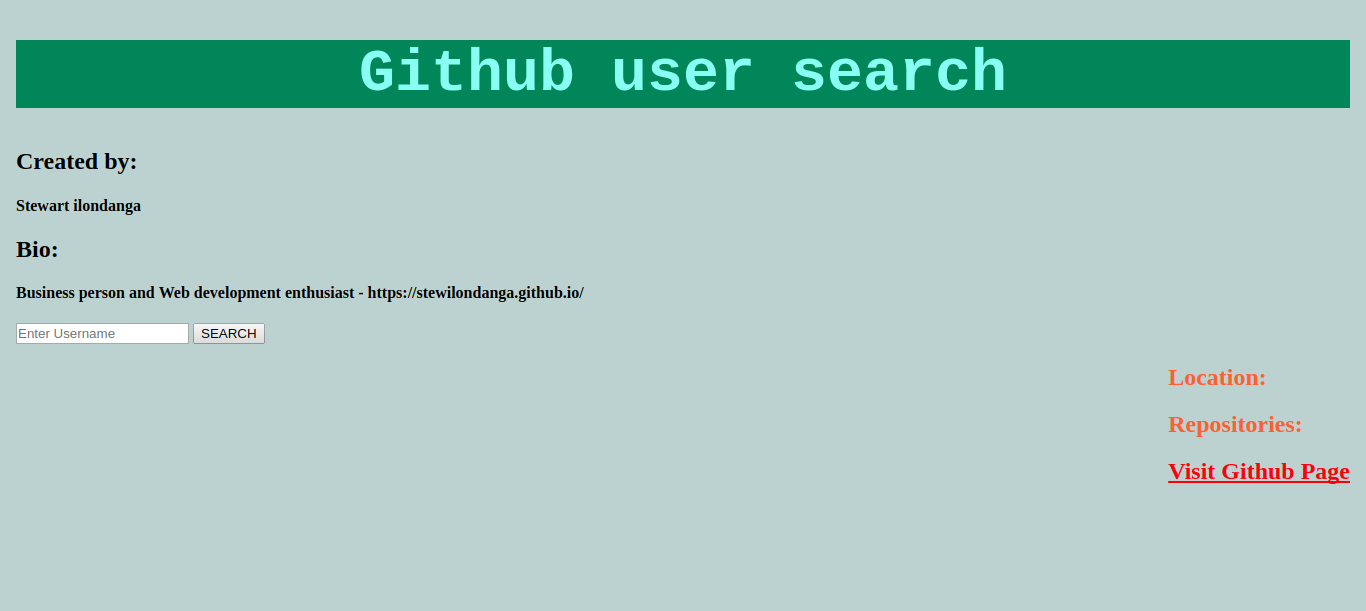 Github user search
Created by:
Stewart ilondanga
Bio:
Business person and Web development enthusiast - https://stewilondanga.github.io/
Enter Username SEARCH
Location:
Repositories:
Visit Github Page